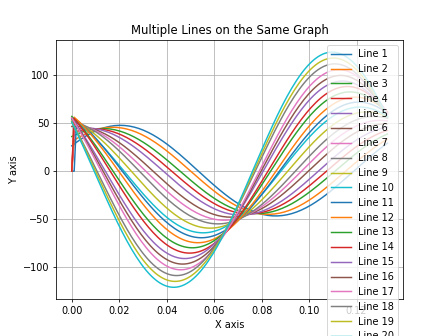 Multiple Lines on the Same Graph
Y axis
100
50
0
−50
−100
0.00
0.02
0.04
0.06
0.08
0.10
X axis
Line 1
Line 2
Line 3
Line 4
Line 5
Line 6
Line 7
Line 8
Line 9
Line 10
Line 11
Line 12
Line 13
Line 14
Line 15
Line 16
Line 17
Line 18
Line 19
Line 20